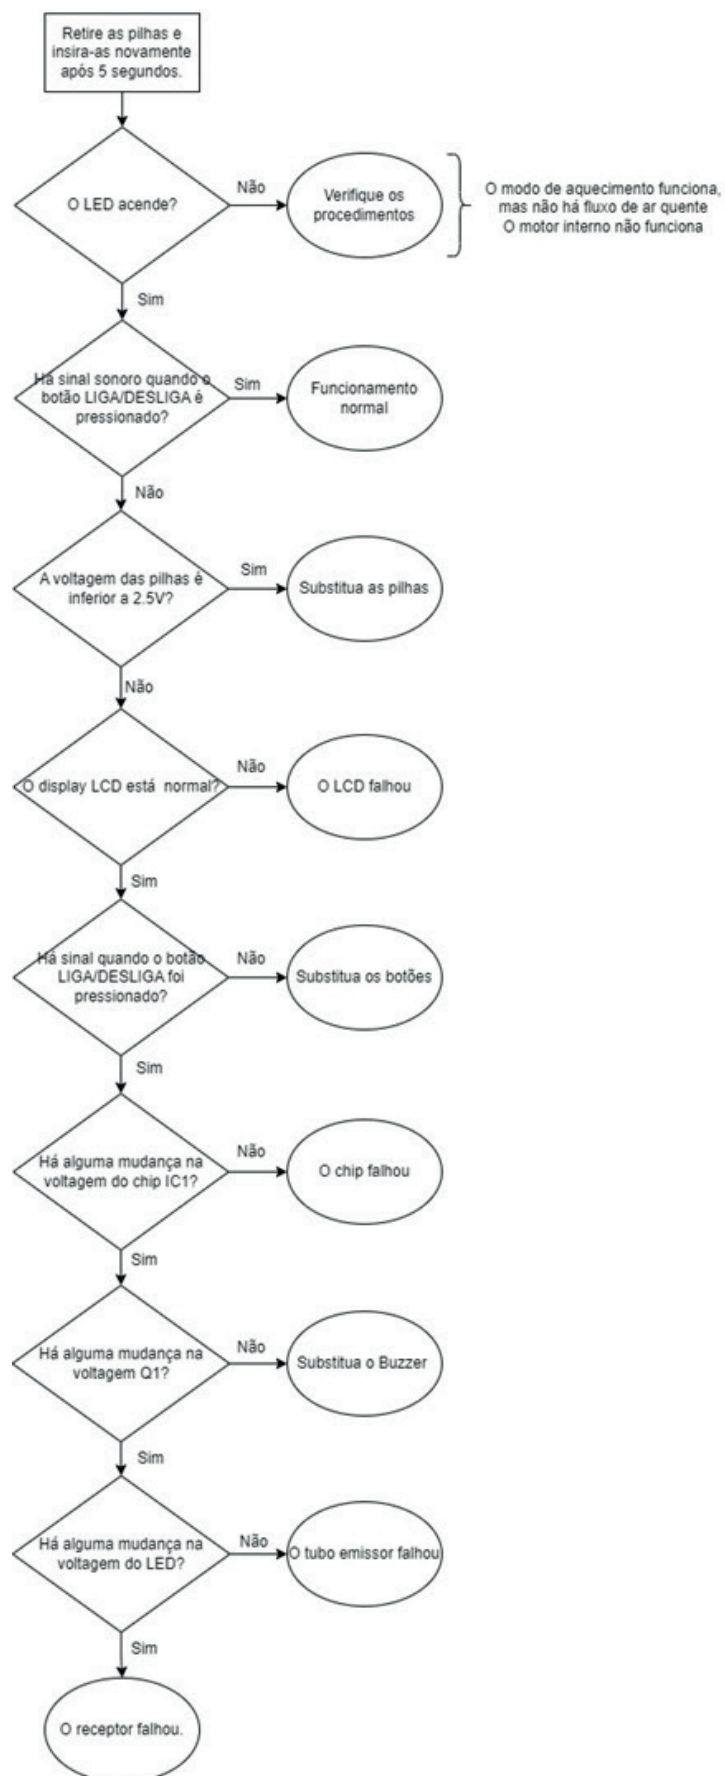 Retire as pilhas e
insira-as novamente
após 5 segundos.
O LED acende?
Não
Verifique os
procedimentos
O modo de aquecimento funciona,
mas não há fluxo de ar quente
O motor interno não funciona
Sim
Há sinal sonoro quando o
botão LIGA/DESLIGA é
pressionado?
Sim
Funcionamento
normal
Não
A voltagem das pilhas é
inferior a 2.5V?
Sim
Substitua as pilhas
Não
O display LCD está normal?
Não
O LCD falhou
Sim
Há sinal quando o botão
LIGA/DESLIGA foi
pressionado?
Não
Substitua os botões
Sim
Há alguma mudança na
voltagem do chip IC1?
Não
O chip falhou
Sim
Há alguma mudança na
voltagem Q1?
Não
Substitua o Buzzer
Sim
Há alguma mudança na
voltagem do LED?
Não
O tubo emissor falhou
Sim
O receptor falhou.